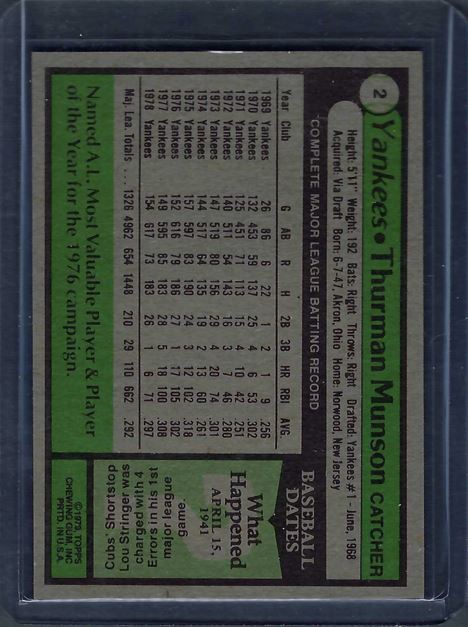 2 Yankees • Thurman Munson CATCHER
Height: 5'11" Weight: 192 Bats: Right Throws: Right Drafted: Yankees #1 - June, 1968
Acquired: Via Draft Born: 6-7-47, Akron, Ohio Home: Norwood, New Jersey
COMPLETE MAJOR LEAGUE BATTING RECORD
Year Club G AB R H 2B 3B HR RBI AVG.
1969 Yankees 26 86 6 22 1 2 1 9 .256
1970 Yankees 132 453 59 137 25 4 6 53 .302
1971 Yankees 125 451 71 113 15 4 10 42 .251
1972 Yankees 140 511 54 143 16 3 7 46 .280
1973 Yankees 147 519 80 156 29 4 20 74 .301
1974 Yankees 144 517 64 135 19 2 13 60 .261
1975 Yankees 157 597 83 190 24 3 12 102 .318
1976 Yankees 152 616 79 186 27 1 17 105 .302
1977 Yankees 149 595 85 183 28 5 18 100 .308
1978 Yankees 154 617 73 183 26 1 6 71 .297
Maj. Lea. Totals . . . 1326 4962 654 1448 210 29 110 662 .292
Named A.L. Most Valuable Player & Player
of the Year for the 1976 campaign.
BASEBALL
DATES
What
Happened
APRIL 15,
1941
Cubs' Shortstop
Lou Stringer was
charged with 4
Errors in his 1st
major league
game.
©1979, TOPPS
CHEWING GUM, INC
PRTD. IN U.S.A.